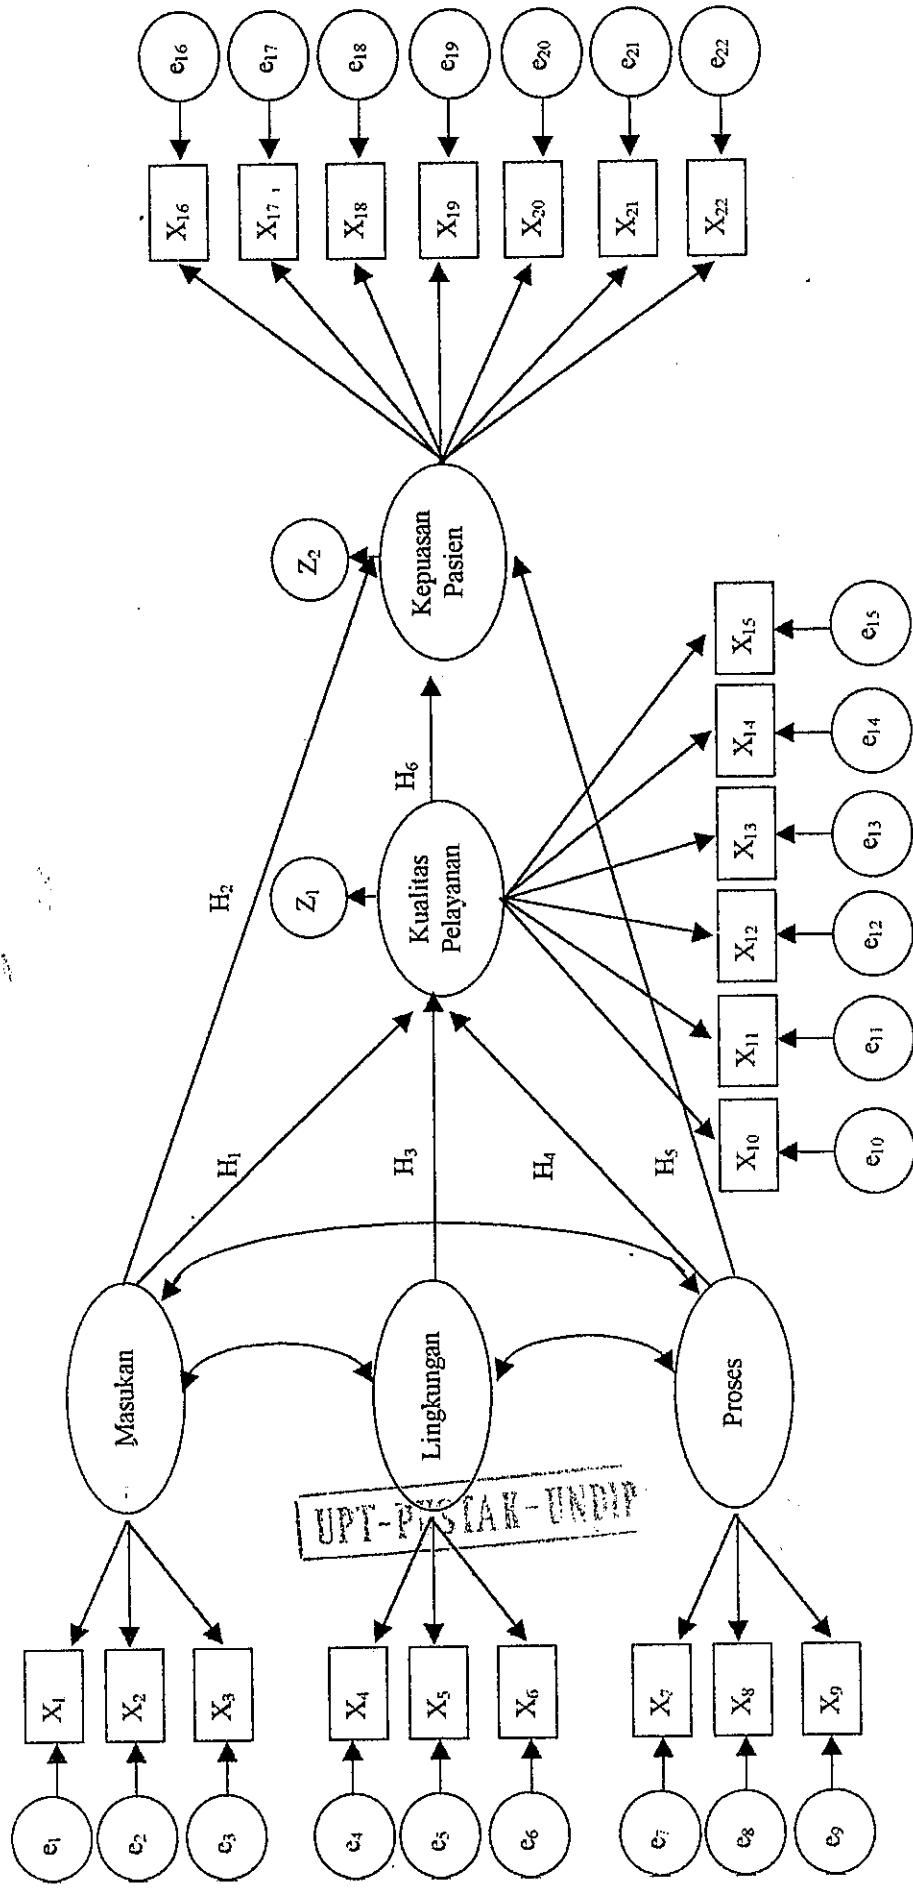 e1
X1
e2
X2
e3
X3
Masukan
e4
X4
e5
X5
e6
X6
Lingkungan
e7
X7
e8
X8
e9
X9
Proses
UPT-PUSTAK-UNDIP
H1
H2
H3
H4
H5
Z1
Kualitas
Pelayanan
H6
Z2
Kepuasan
Pasien
X10
X11
X12
X13
X14
X15
e10
e11
e12
e13
e14
e15
X16
e16
X17
e17
X18
e18
X19
e19
X20
e20
X21
e21
X22
e22